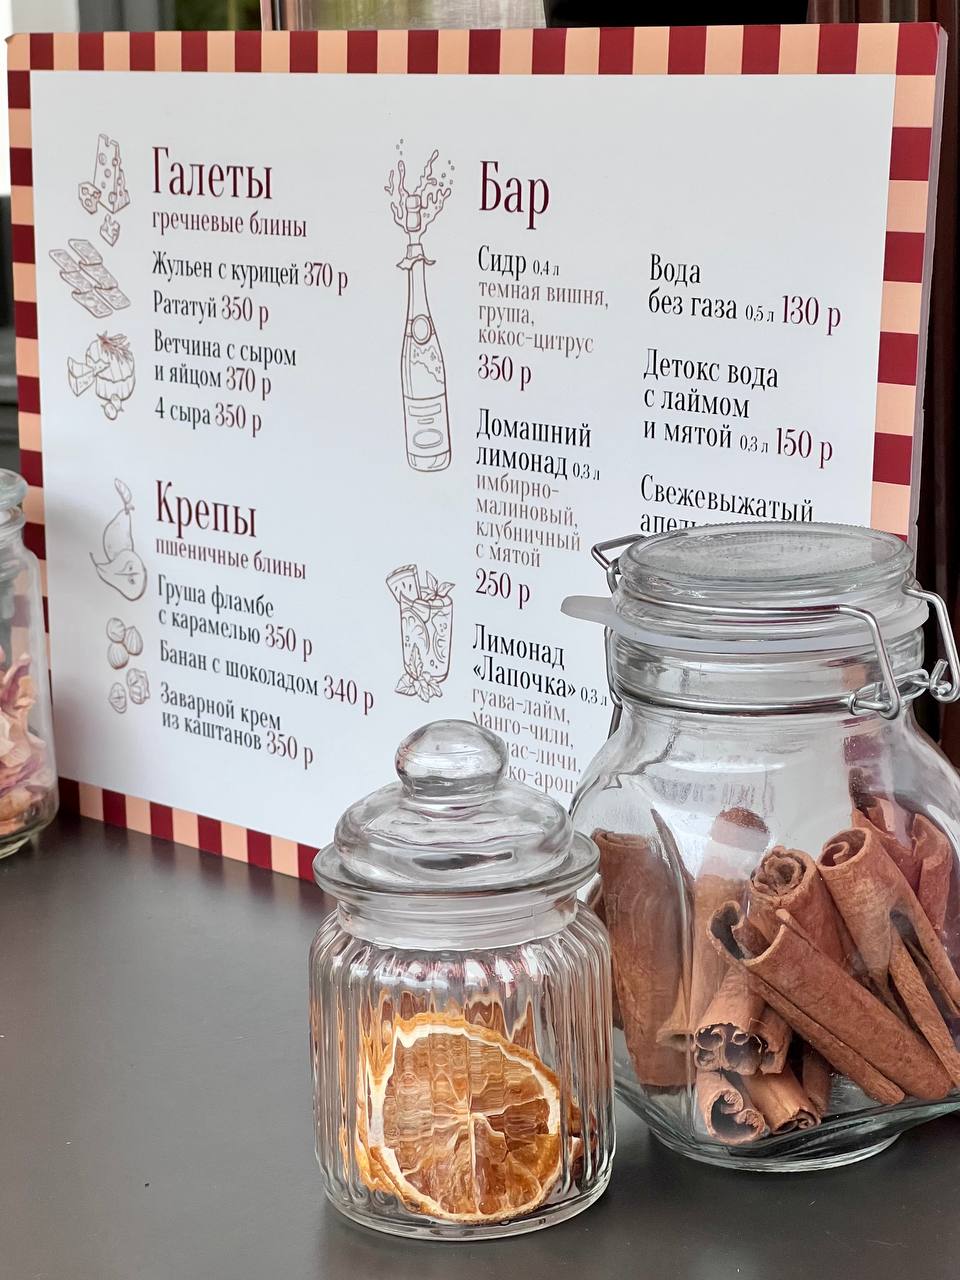 Галеты
гречневые блины
Жульен с курицей 370 р
Рататуй 350 р
Ветчина с сыром
и яйцом 370 р
4 сыра 350 р
Крепы
пшеничные блины
Груша фламбе
с карамелью 350 р
Банан с шоколадом 340 р
Заварной крем
из каштанов 350 р
Бар
Сидр 0,4 л
темная вишня,
груша,
кокос-цитрус
350 р
Домашний
лимонад 0,3 л
имбирно-
малиновый,
клубничный
с мятой
250 р
Лимонад
«Лапочка» 0,3 л
гуава-лайм,
манго-чили,
Вода
без газа 0,5 л 130 р
Детокс вода
с лаймом
и мятой 0,3 л 150 р
Свежевыжатый